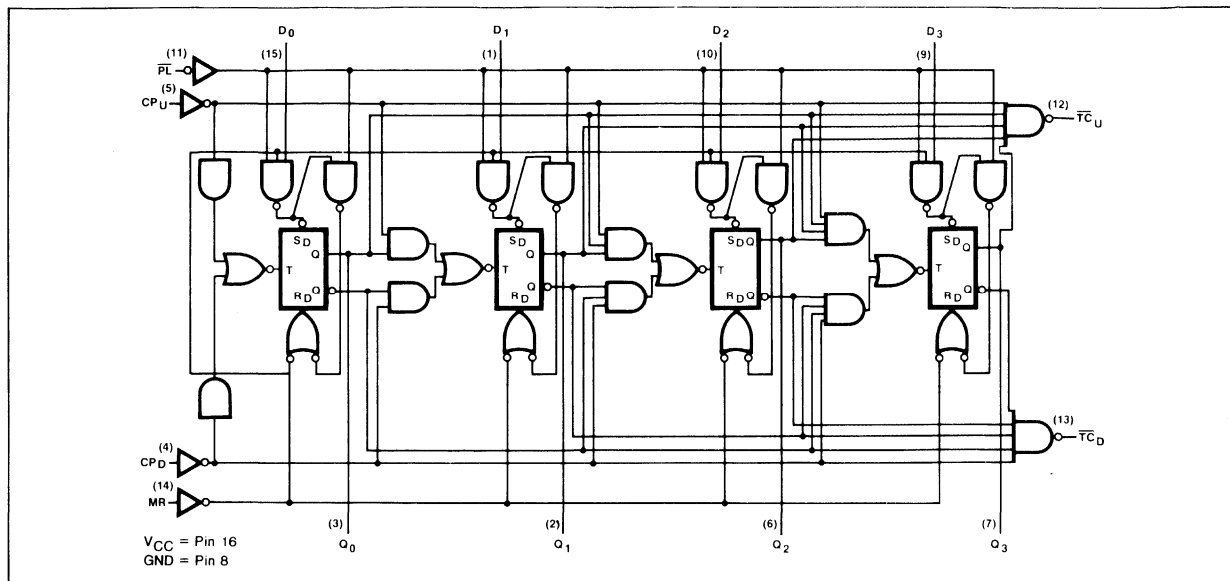 D0 D1 D2 D3
(11) (15) (1) (10) (9)
PL
(5)
CPU
(12)
TCU
SD Q SD Q SD Q SD Q
T T T T
RD Q RD Q RD Q RD Q
(4)
CPD
(13)
TCD
(14)
MR
(3) (2) (6) (7)
Q0 Q1 Q2 Q3
VCC = Pin 16
GND = Pin 8